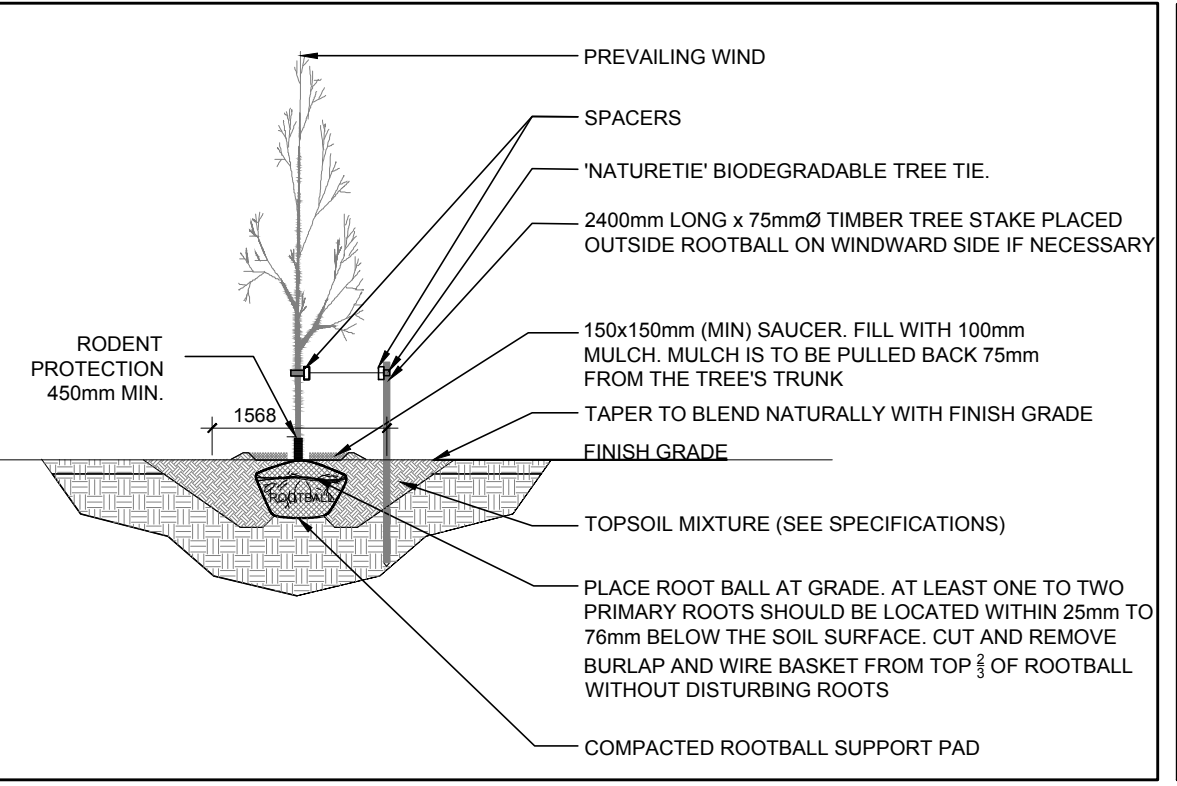 PREVAILING WIND
SPACERS
'NATURETIE' BIODEGRADABLE TREE TIE.
2400mm LONG x 75mmØ TIMBER TREE STAKE PLACED
OUTSIDE ROOTBALL ON WINDWARD SIDE IF NECESSARY
150x150mm (MIN) SAUCER. FILL WITH 100mm
MULCH. MULCH IS TO BE PULLED BACK 75mm
FROM THE TREE'S TRUNK
RODENT
PROTECTION
450mm MIN.
1568
TAPER TO BLEND NATURALLY WITH FINISH GRADE
FINISH GRADE
ROOTBALL
TOPSOIL MIXTURE (SEE SPECIFICATIONS)
PLACE ROOT BALL AT GRADE. AT LEAST ONE TO TWO
PRIMARY ROOTS SHOULD BE LOCATED WITHIN 25mm TO
76mm BELOW THE SOIL SURFACE. CUT AND REMOVE
BURLAP AND WIRE BASKET FROM TOP 2/3 OF ROOTBALL
WITHOUT DISTURBING ROOTS
COMPACTED ROOTBALL SUPPORT PAD